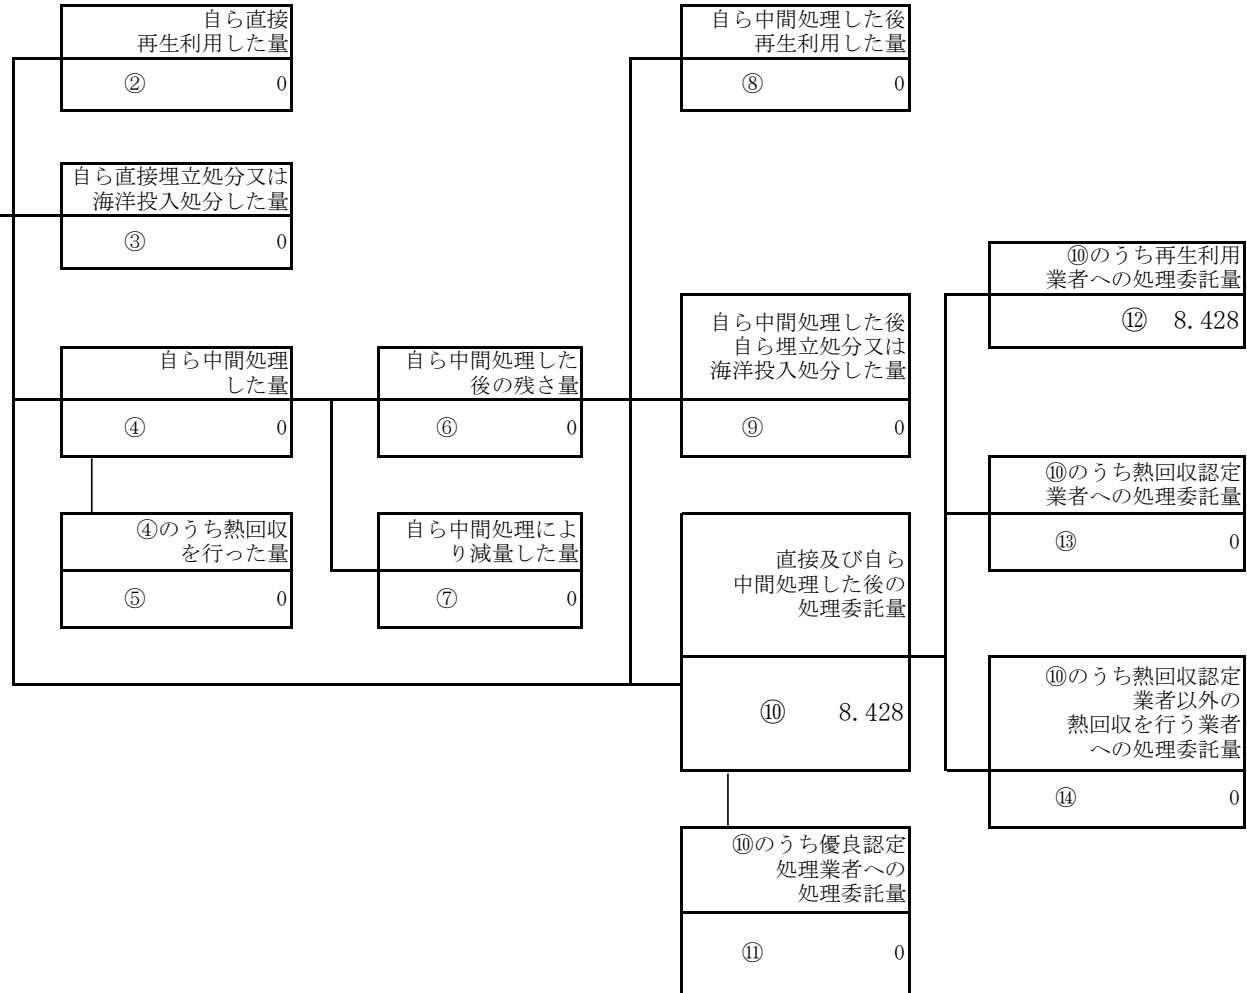 自ら直接
再生利用した量
② 0
自ら直接埋立処分又は
海洋投入処分した量
③ 0
自ら中間処理
した量
④ 0
④のうち熱回収
を行った量
⑤ 0
自ら中間処理した
後の残さ量
⑥ 0
自ら中間処理によ
り減量した量
⑦ 0
自ら中間処理した後
再生利用した量
⑧ 0
自ら中間処理した後
自ら埋立処分又は
海洋投入処分した量
⑨ 0
直接及び自ら
中間処理した後の
処理委託量
⑩ 8.428
⑩のうち優良認定
処理業者への
処理委託量
⑪ 0
⑩のうち再生利用
業者への処理委託量
⑫ 8.428
⑩のうち熱回収認定
業者への処理委託量
⑬ 0
⑩のうち熱回収認定
業者以外の
熱回収を行う業者
への処理委託量
⑭ 0